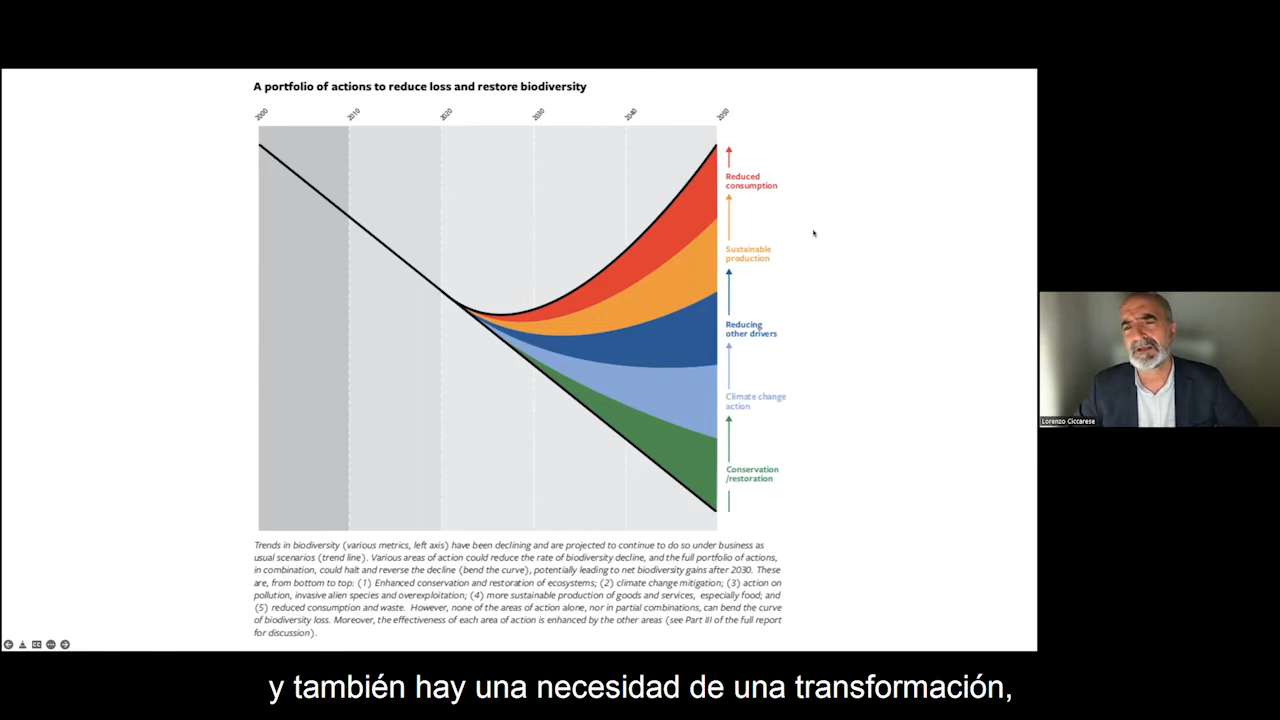 A portfolio of actions to reduce loss and restore biodiversity
2000
2010
2020
2030
2040
2050
Reduced
consumption
Sustainable
production
Reducing
other drivers
Climate change
action
Conservation
/restoration
Trends in biodiversity (various metrics, left axis) have been declining and are projected to continue to do so under business as
usual scenarios (trend line). Various areas of action could reduce the rate of biodiversity decline, and the full portfolio of actions,
in combination, could halt and reverse the decline (bend the curve), potentially leading to net biodiversity gains after 2030. These
are, from bottom to top: (1) Enhanced conservation and restoration of ecosystems; (2) climate change mitigation; (3) action on
pollution, invasive alien species and overexploitation; (4) more sustainable production of goods and services, especially food; and
(5) reduced consumption and waste. However, none of the areas of action alone, nor in partial combinations, can bend the curve
of biodiversity loss. Moreover, the effectiveness of each area of action is enhanced by the other areas (see Part III of the full report
for discussion).
Lorenzo Ciccarese
y también hay una necesidad de una transformación,